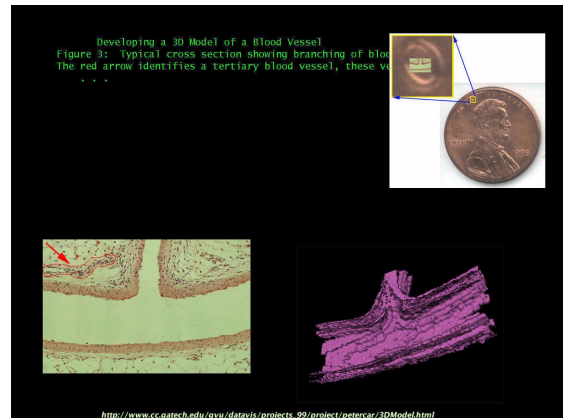 Developing a 3D Model of a Blood Vessel
Figure 3: Typical cross section showing branching of bloo
The red arrow identifies a tertiary blood vessel, these ve
. . .
http://www.cc.gatech.edu/gvu/datavis/projects_99/project/petercar/3DModel.html